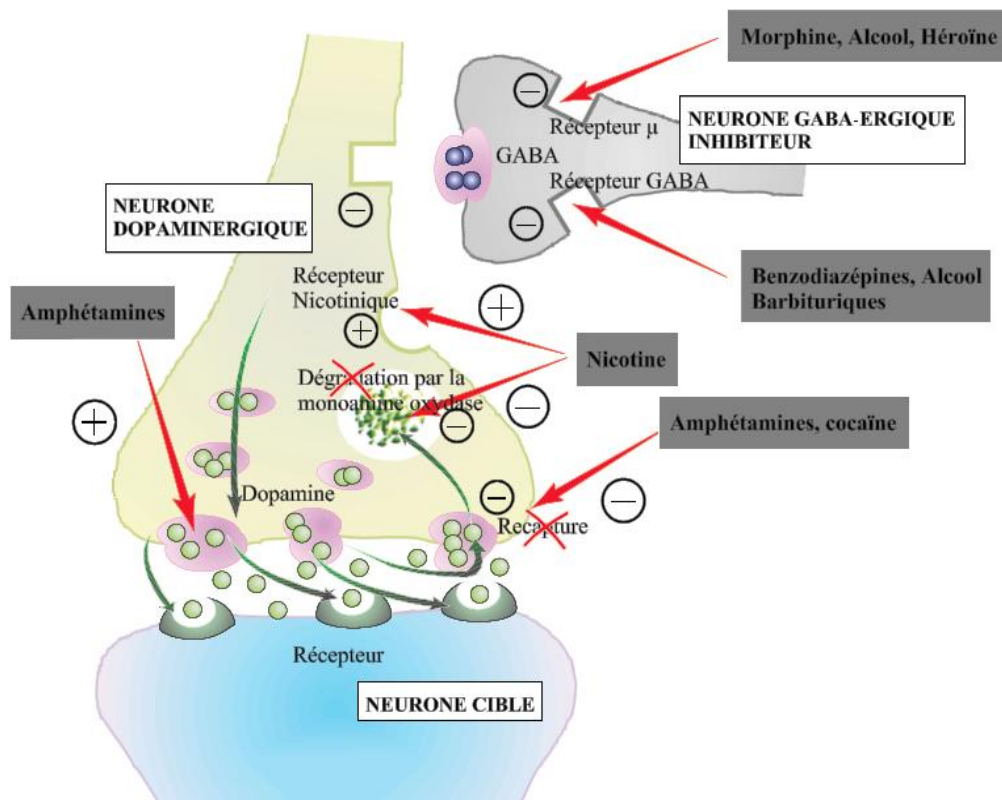 Morphine, Alcool, Héroïne
Récepteur µ
NEURONE GABA-ERGIQUE
INHIBITEUR
GABA
Récepteur GABA
NEURONE
DOPAMINERGIQUE
Benzodiazépines, Alcool
Barbituriques
Récepteur
Nicotinique
Amphétamines
Nicotine
Dégradation par la
monoamine oxydase
Amphétamines, cocaïne
Dopamine
Recapture
Récepteur
NEURONE CIBLE